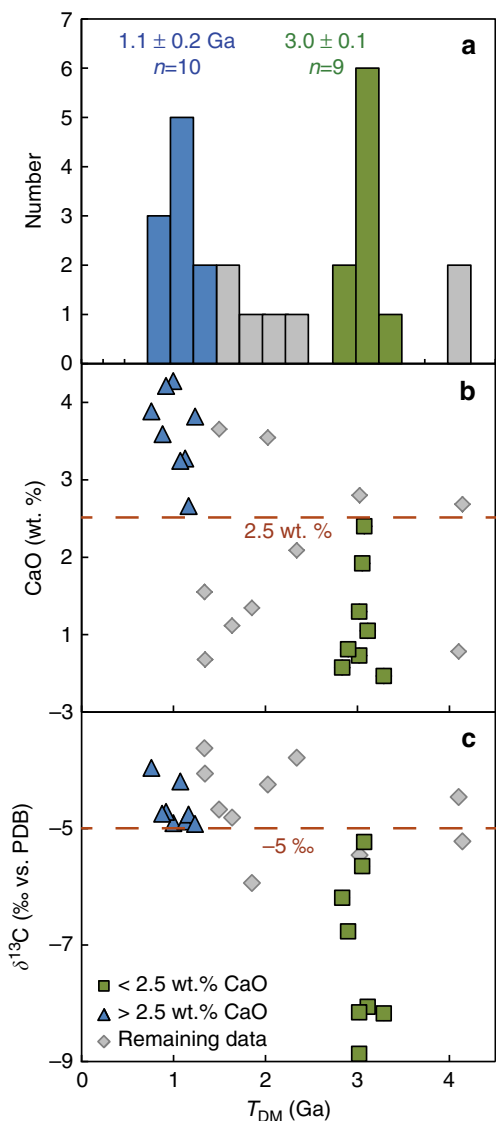 7
6
5
4
3
2
1
0
Number
1.1 ± 0.2 Ga
n=10
3.0 ± 0.1
n=9
a
4
3
2
1
–3
CaO (wt. %)
b
2.5 wt. %
–5
–7
–9
δ¹³C (‰ vs. PDB)
c
–5 ‰
< 2.5 wt.% CaO
> 2.5 wt.% CaO
Remaining data
0 1 2 3 4
T_DM (Ga)